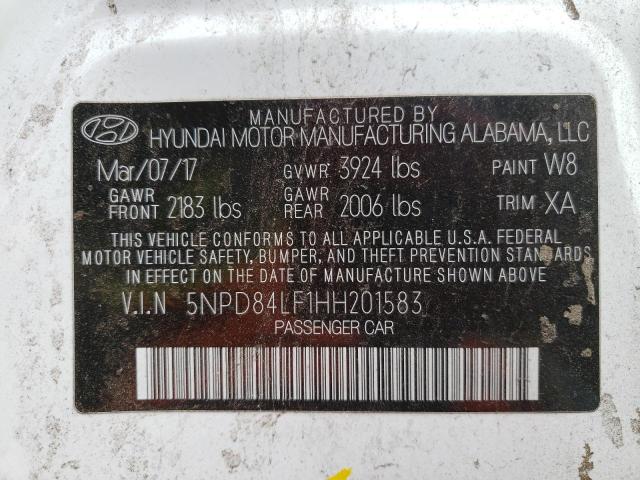 MANUFACTURED BY
HYUNDAI MOTOR MANUFACTURING ALABAMA, LLC
Mar/07/17 GVWR 3924 lbs PAINT W8
GAWR FRONT 2183 lbs GAWR REAR 2006 lbs TRIM XA
THIS VEHICLE CONFORMS TO ALL APPLICABLE U.S.A. FEDERAL
MOTOR VEHICLE SAFETY, BUMPER, AND THEFT PREVENTION STANDARDS
IN EFFECT ON THE DATE OF MANUFACTURE SHOWN ABOVE.
V.I.N 5NPD84LF1HH201583
PASSENGER CAR